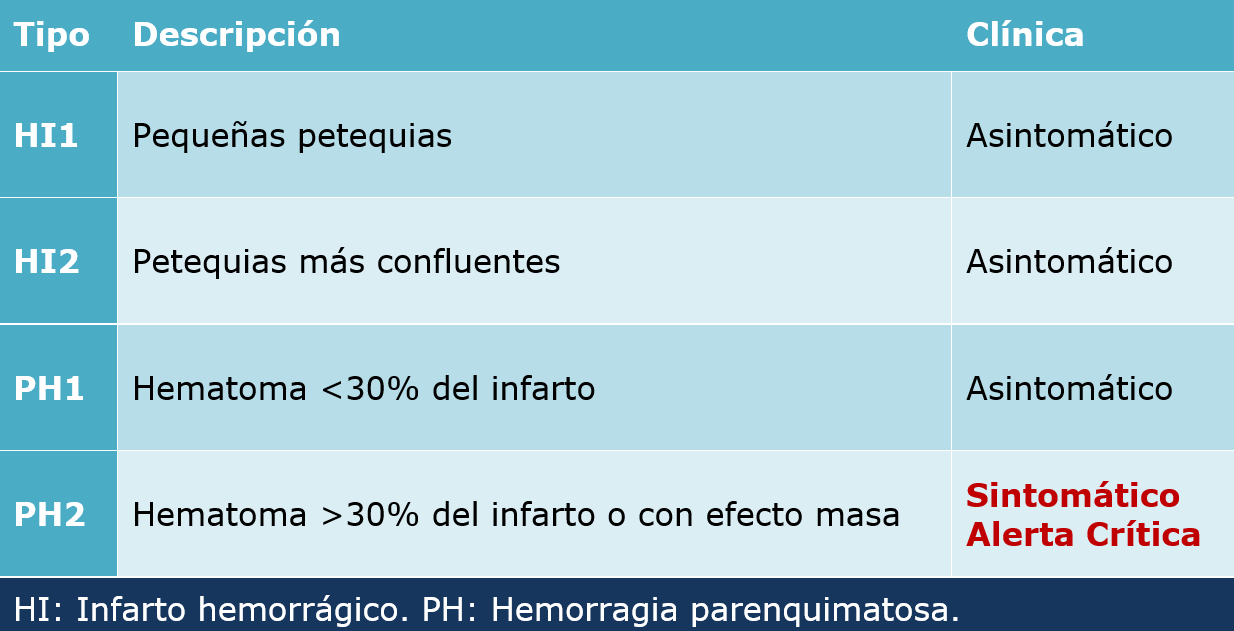 Tipo Descripción Clínica
HI1 Pequeñas petequias Asintomático
HI2 Petequias más confluentes Asintomático
PH1 Hematoma <30% del infarto Asintomático
PH2 Hematoma >30% del infarto o con efecto masa Sintomático
Alerta Crítica
HI: Infarto hemorrágico. PH: Hemorragia parenquimatosa.